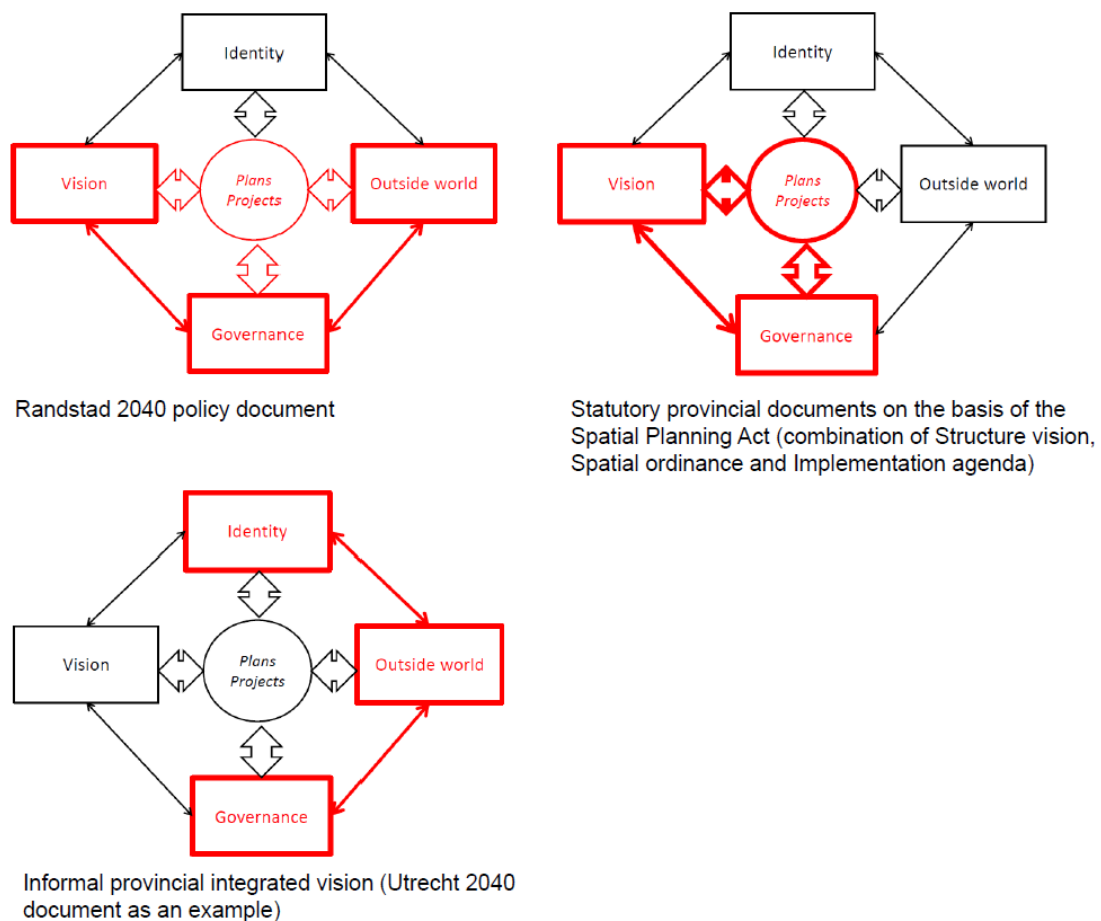 Identity
Vision
Plans
Projects
Outside world
Governance
Randstad 2040 policy document
Identity
Vision
Plans
Projects
Outside world
Governance
Statutory provincial documents on the basis of the
Spatial Planning Act (combination of Structure vision,
Spatial ordinance and Implementation agenda)
Identity
Vision
Plans
Projects
Outside world
Governance
Informal provincial integrated vision (Utrecht 2040
document as an example)